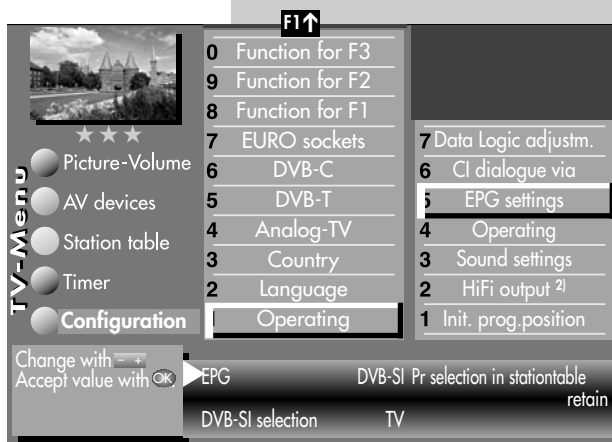 F1↑
0 Function for F3
9 Function for F2
8 Function for F1
7 EURO sockets
6 DVB-C
5 DVB-T
4 Analog-TV
3 Country
2 Language
Operating
7 Data Logic adjustm.
6 CI dialogue via
5 EPG settings
4 Operating
3 Sound settings
2 HiFi output 2)
1 Init. prog.position
TV-Menu
Picture-Volume
AV devices
Station table
Timer
Configuration
Change with - +
Accept value with OK.
EPG DVB-SI Pr selection in stationtable
retain
DVB-SI selection TV